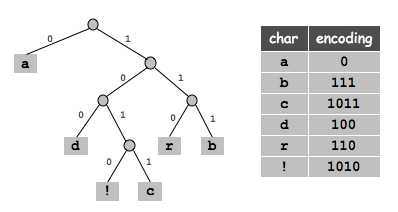 0 1
a
0 1
0 1 0 1
d r b
0 1
! c
char encoding
a 0
b 111
c 1011
d 100
r 110
! 1010